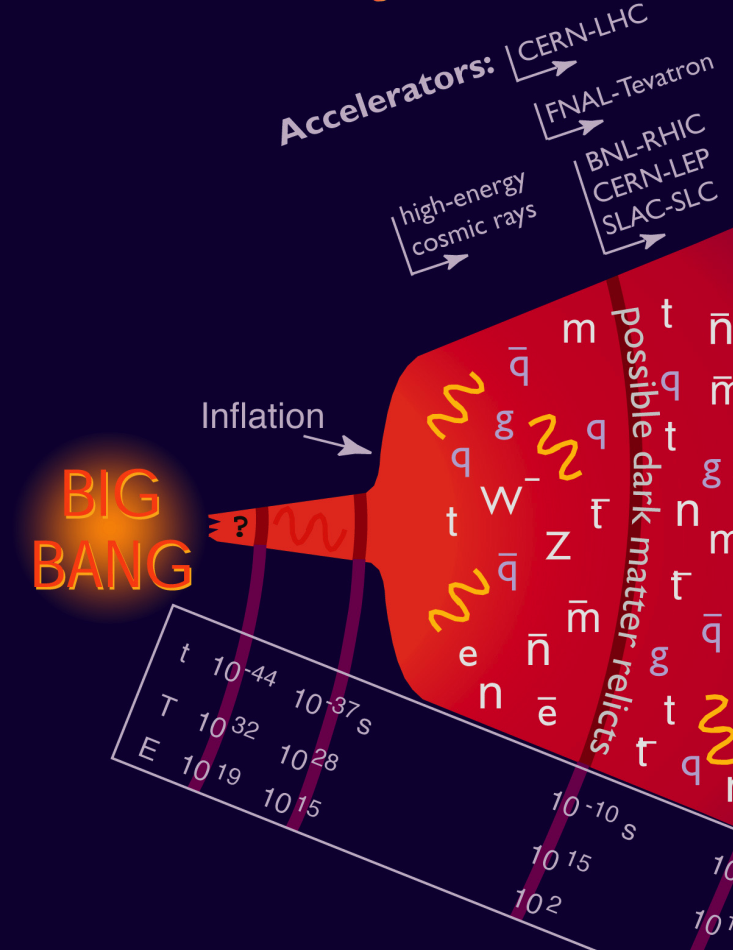 Accelerators:
CERN-LHC
FNAL-Tevatron
high-energy
cosmic rays
BNL-RHIC
CERN-LEP
SLAC-SLC
Inflation
BIG
BANG
?
possible dark matter relicts
m
t
n̅
q̅
q
m̅
g
q
t
q
g
W⁻
n
t
t̅
m
Z
q̅
t̅
m̅
q̅
e
n̅
g
n
e̅
t
t̅
q
t 10⁻⁴⁴ 10⁻³⁷ s 10⁻¹⁰ s
T 10³² 10²⁸ 10¹⁵
E 10¹⁹ 10¹⁵ 10²